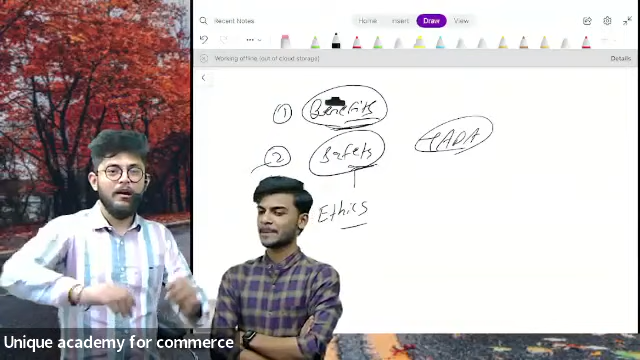 Recent Notes
Home Insert Draw View
Working offline (out of cloud storage) Details
① Benefits
② Safets
TADA
Ethics
Unique academy for commerce